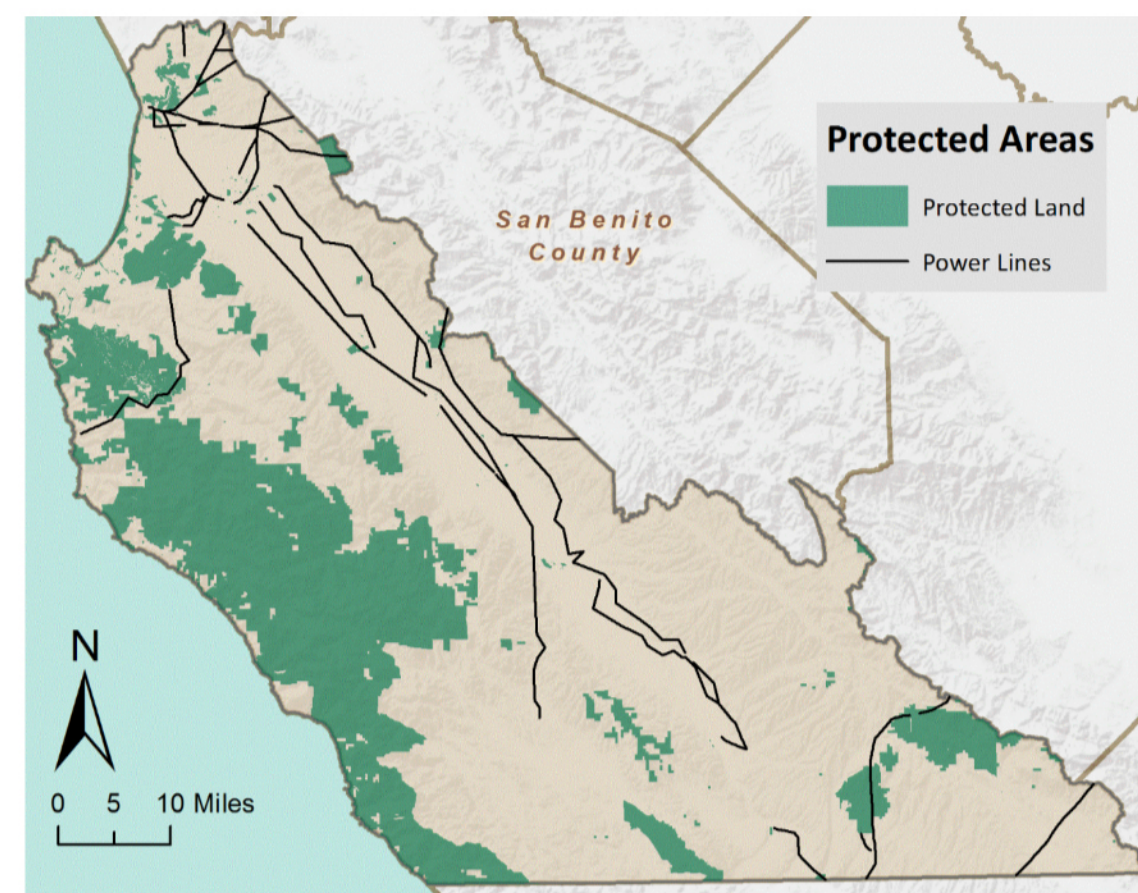 Protected Areas
Protected Land
Power Lines
San Benito
County
N
0 5 10 Miles